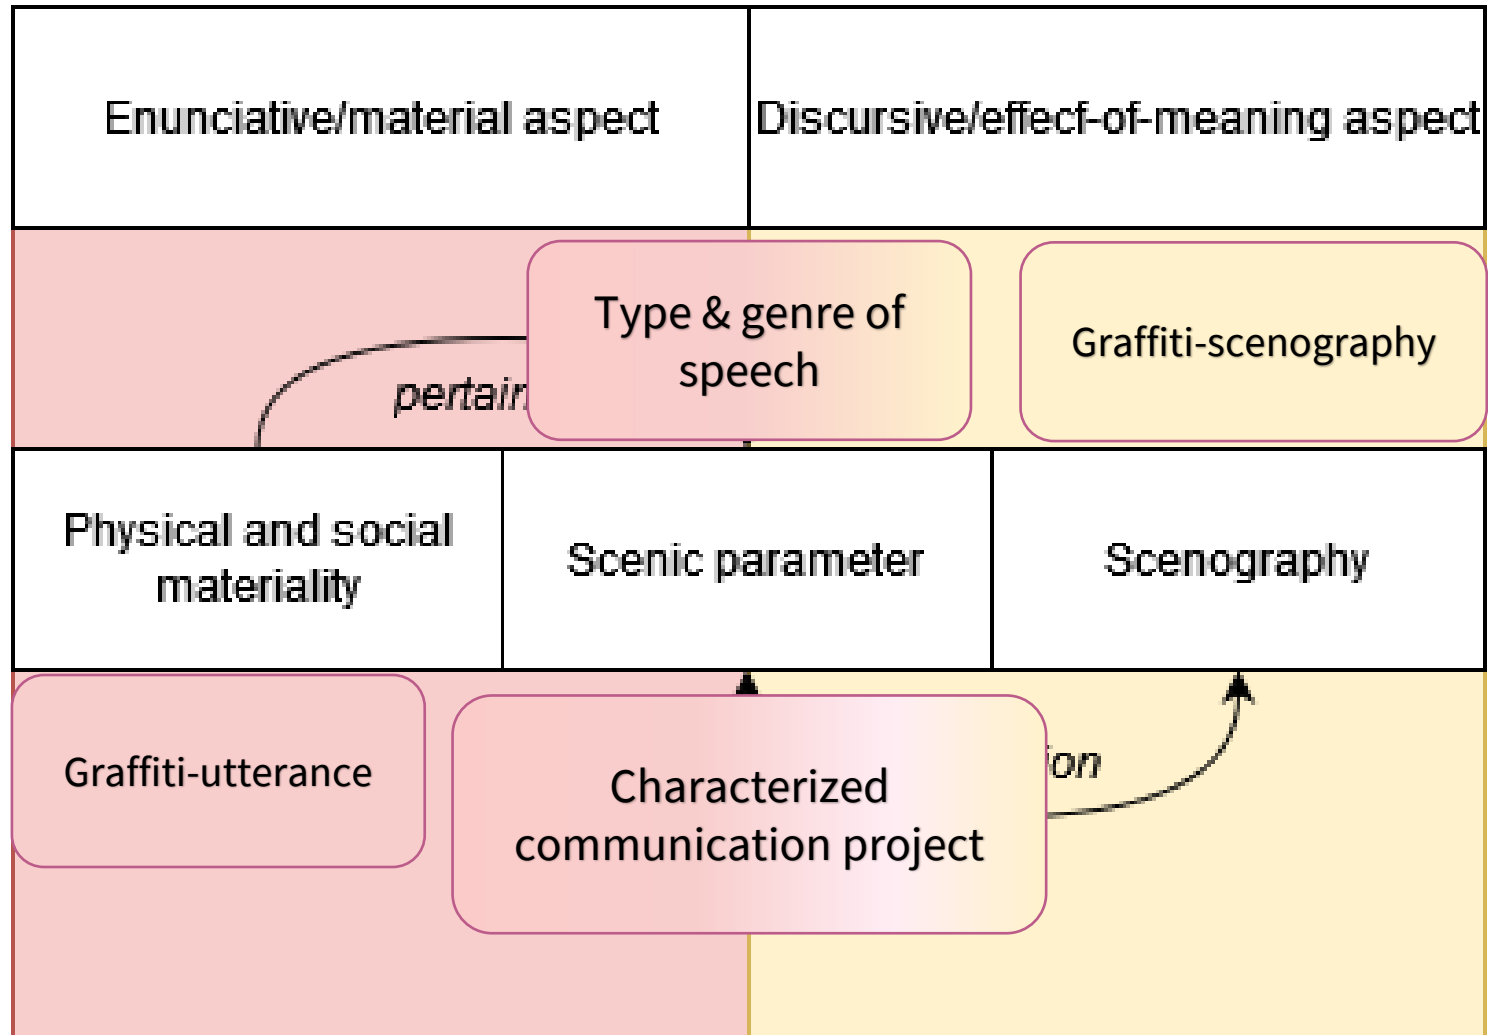 Enunciative/material aspect
Discursive/effecf-of-meaning aspect
Type & genre of
speech
Graffiti-scenography
Physical and social
materiality
Scenic parameter
Scenography
Graffiti-utterance
Characterized
communication project